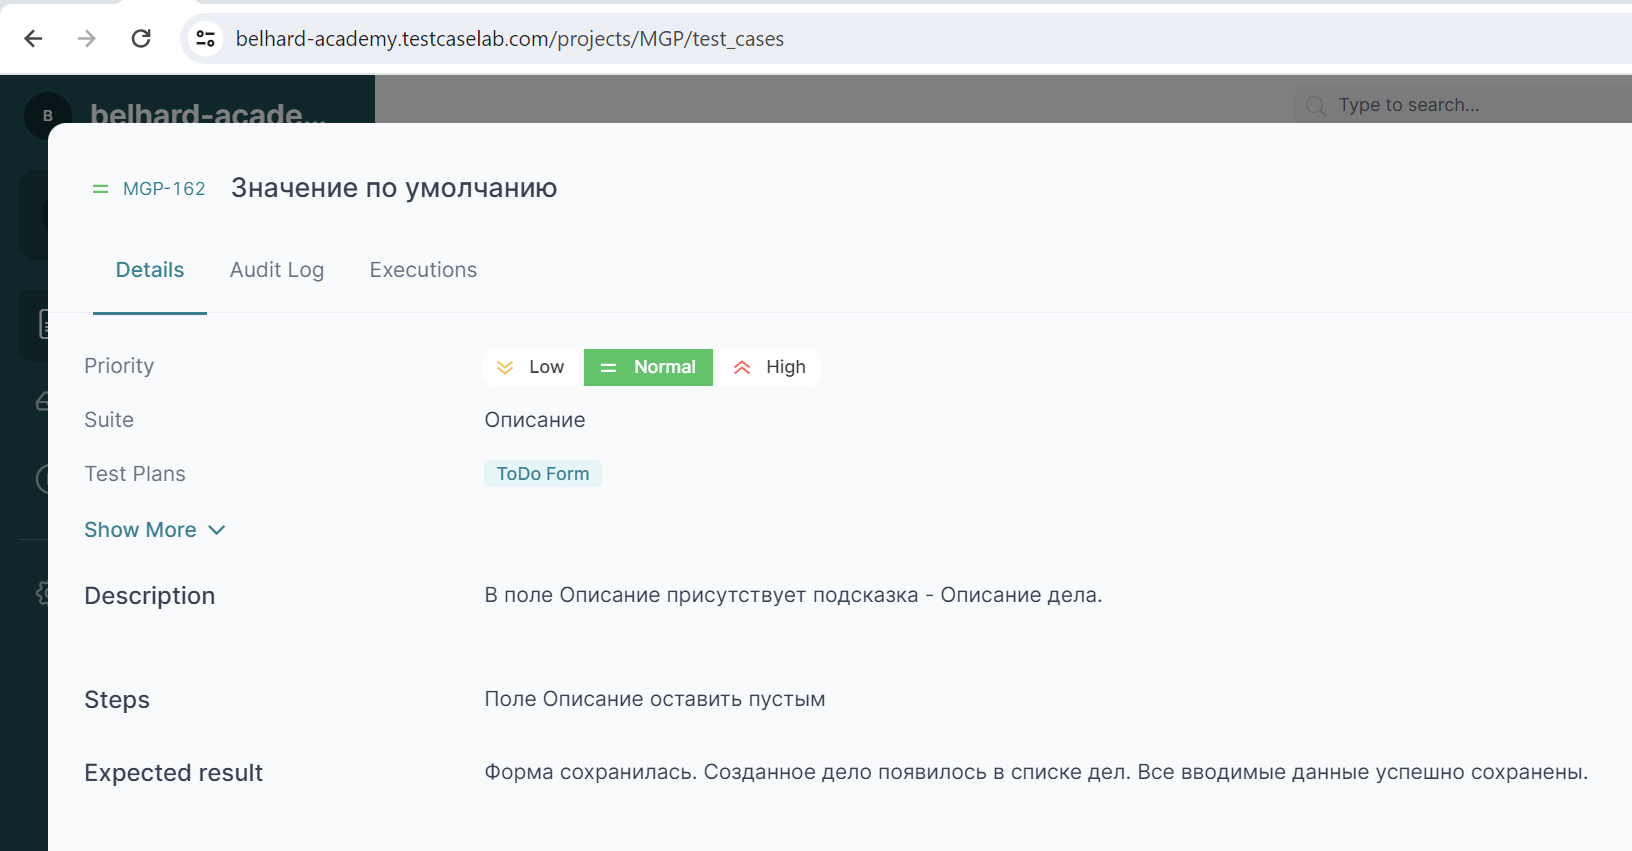 belhard-academy.testcaselab.com/projects/MGP/test_cases
B belhard-acade... Type to search...
MGP-162 Значение по умолчанию
Details Audit Log Executions
Priority Low Normal High
Suite Описание
Test Plans ToDo Form
Show More
Description В поле Описание присутствует подсказка - Описание дела.
Steps Поле Описание оставить пустым
Expected result Форма сохранилась. Созданное дело появилось в списке дел. Все вводимые данные успешно сохранены.